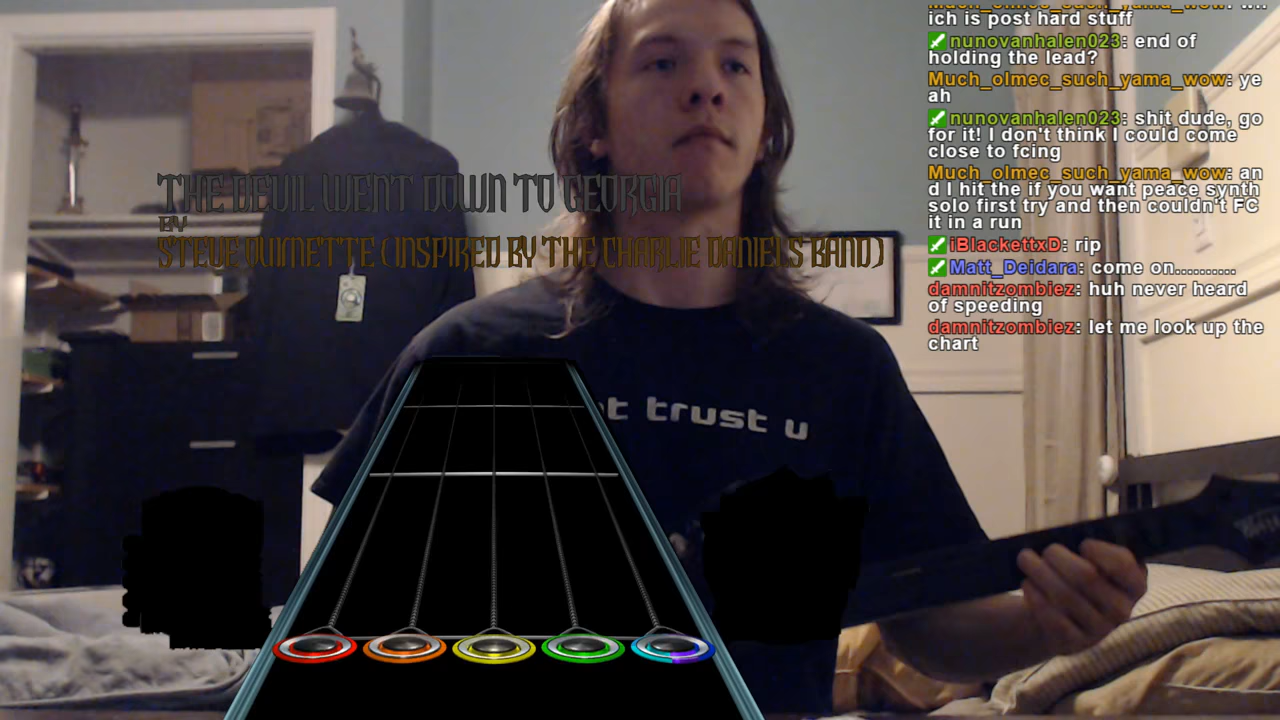 THE DEVIL WENT DOWN TO GEORGIA
BY
STEVE OUIMETTE (INSPIRED BY THE CHARLIE DANIELS BAND)
t trust u
Much_olmec_such_yama_wow:
ich is post hard stuff
nunovanhalen023: end of
holding the lead?
Much_olmec_such_yama_wow: ye
ah
nunovanhalen023: shit dude, go
for it! I don't think I could come
close to fcing
Much_olmec_such_yama_wow: an
d I hit the if you want peace synth
solo first try and then couldn't FC
it in a run
iBlackettxD: rip
Matt_Deidara: come on..........
damnitzombiez: huh never heard
of speeding
damnitzombiez: let me look up the
chart